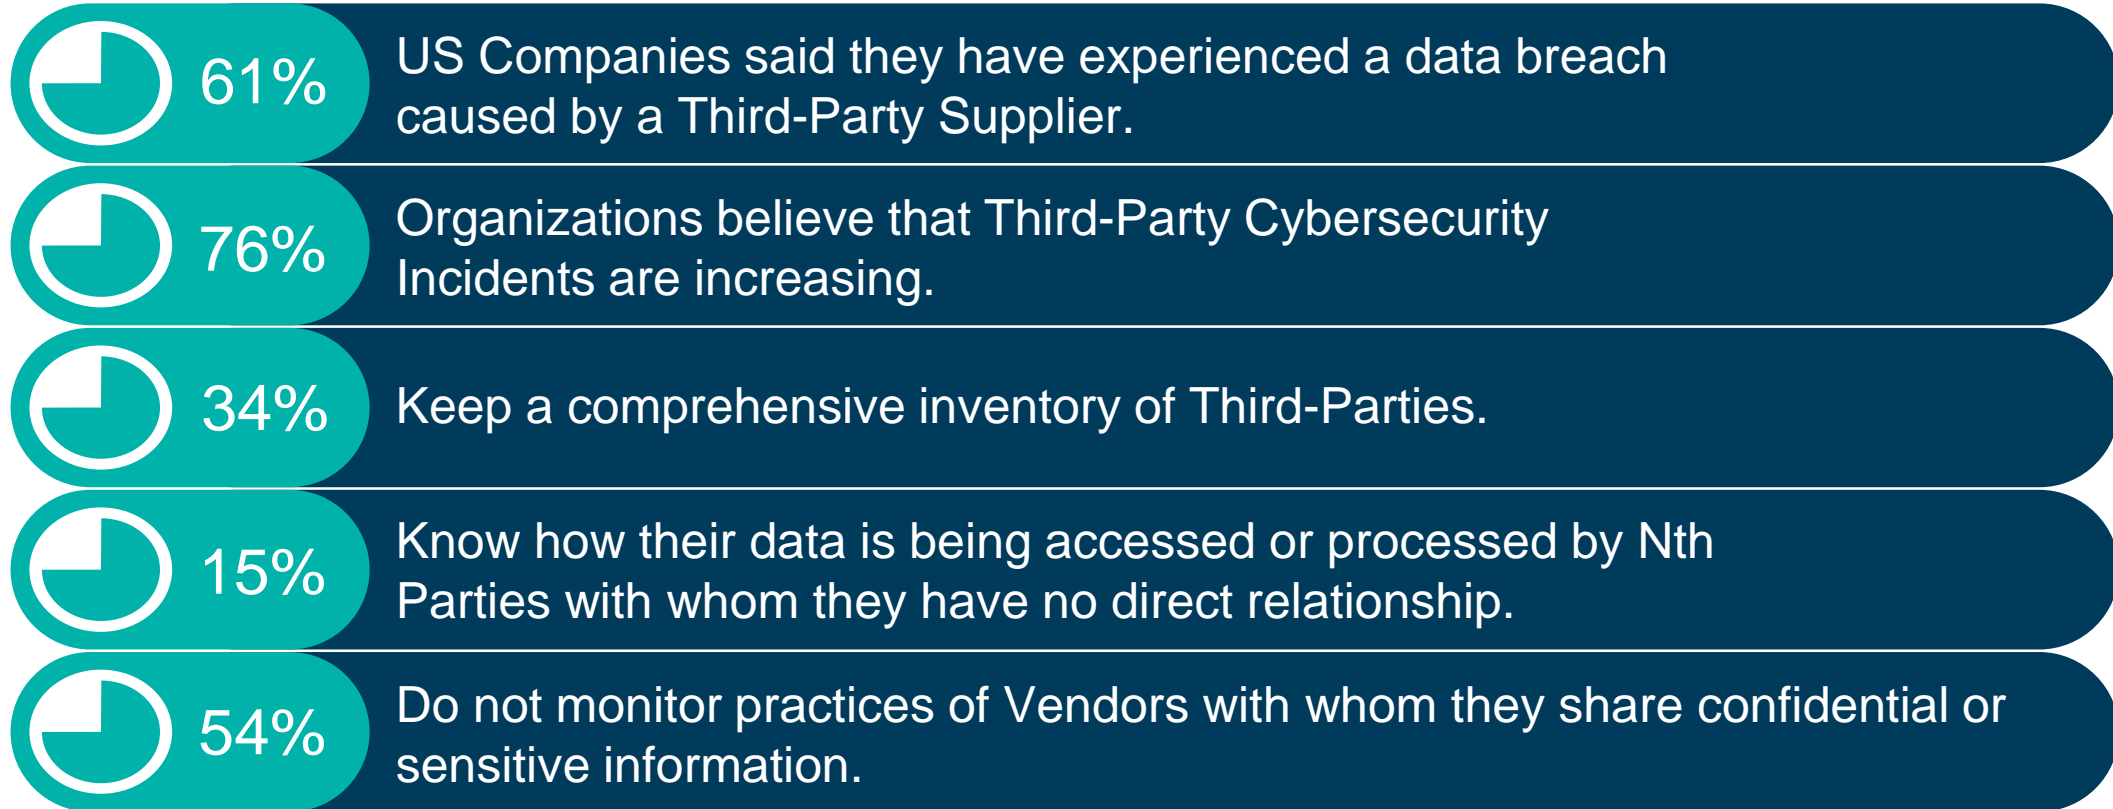 61%
US Companies said they have experienced a data breach
caused by a Third-Party Supplier.
76%
Organizations believe that Third-Party Cybersecurity
Incidents are increasing.
34%
Keep a comprehensive inventory of Third-Parties.
15%
Know how their data is being accessed or processed by Nth
Parties with whom they have no direct relationship.
54%
Do not monitor practices of Vendors with whom they share confidential or
sensitive information.